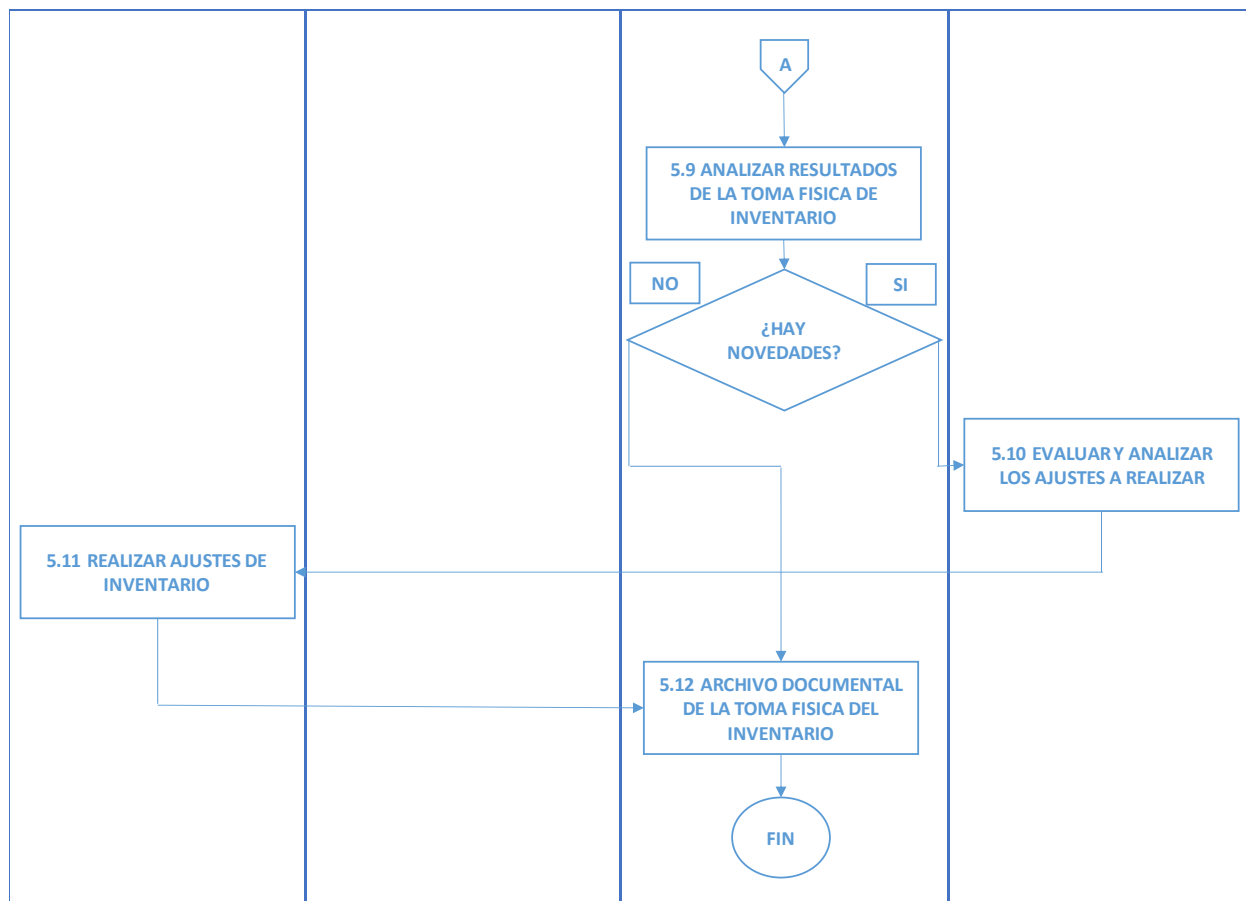 A
5.9 ANALIZAR RESULTADOS
DE LA TOMA FISICA DE
INVENTARIO
NO
SI
¿HAY
NOVEDADES?
5.10 EVALUAR Y ANALIZAR
LOS AJUSTES A REALIZAR
5.11 REALIZAR AJUSTES DE
INVENTARIO
5.12 ARCHIVO DOCUMENTAL
DE LA TOMA FISICA DEL
INVENTARIO
FIN